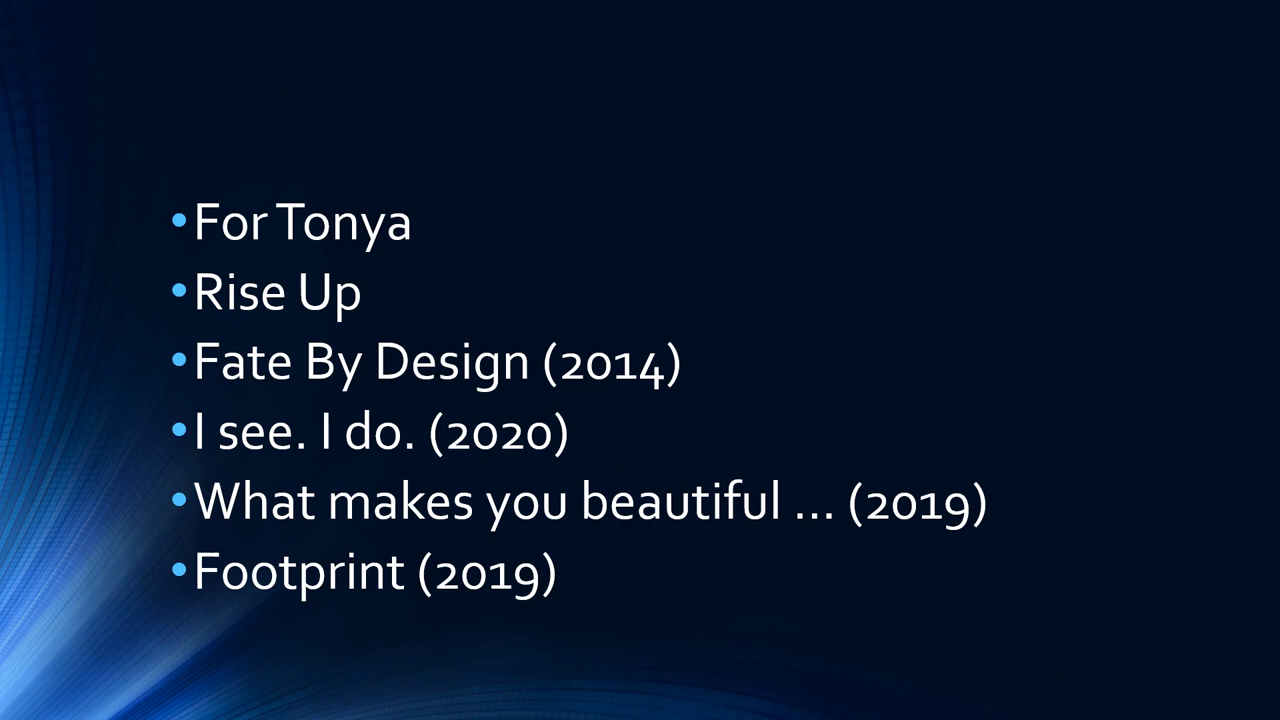 •For Tonya
•Rise Up
•Fate By Design (2014)
•I see. I do. (2020)
•What makes you beautiful ... (2019)
•Footprint (2019)